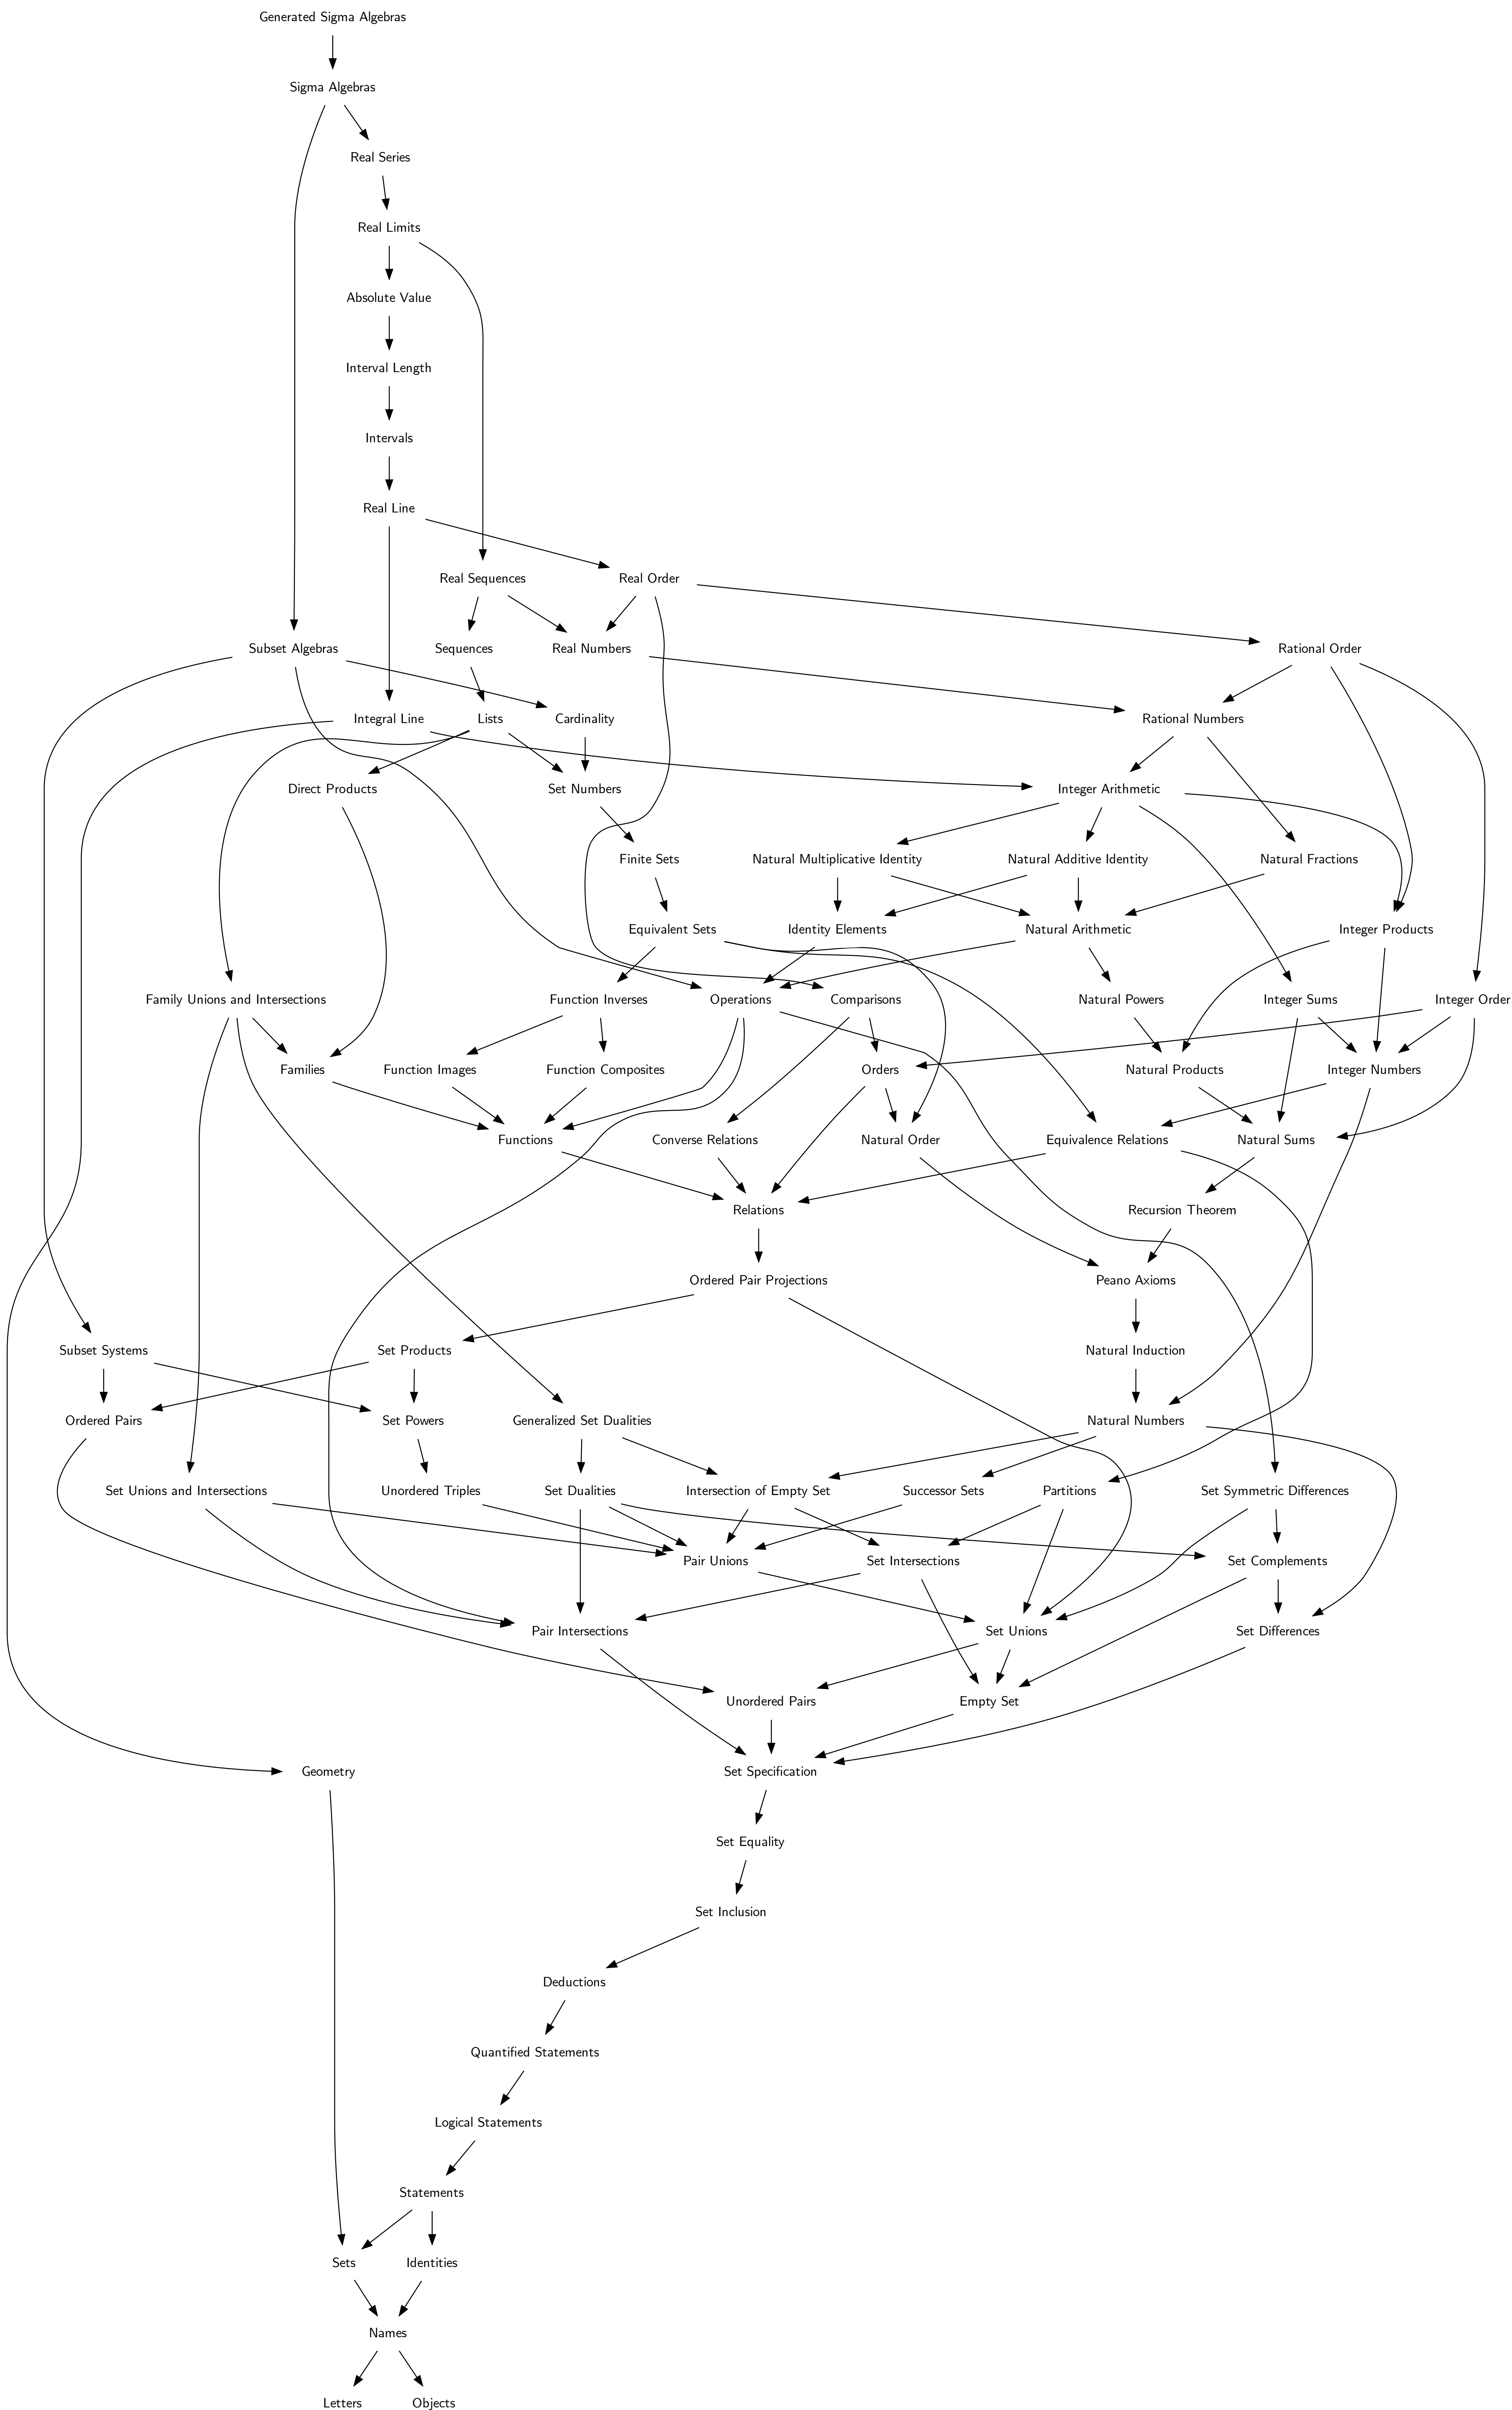 Generated Sigma Algebras
Sigma Algebras
Real Series
Real Limits
Absolute Value
Interval Length
Intervals
Real Line
Real Sequences
Real Order
Subset Algebras
Sequences
Real Numbers
Rational Order
Integral Line
Lists
Cardinality
Rational Numbers
Direct Products
Set Numbers
Integer Arithmetic
Finite Sets
Natural Multiplicative Identity
Natural Additive Identity
Natural Fractions
Equivalent Sets
Identity Elements
Natural Arithmetic
Integer Products
Family Unions and Intersections
Function Inverses
Operations
Comparisons
Natural Powers
Integer Sums
Integer Order
Families
Function Images
Function Composites
Orders
Natural Products
Integer Numbers
Functions
Converse Relations
Natural Order
Equivalence Relations
Natural Sums
Relations
Recursion Theorem
Ordered Pair Projections
Peano Axioms
Subset Systems
Set Products
Natural Induction
Ordered Pairs
Set Powers
Generalized Set Dualities
Natural Numbers
Set Unions and Intersections
Unordered Triples
Set Dualities
Intersection of Empty Set
Successor Sets
Partitions
Set Symmetric Differences
Pair Unions
Set Intersections
Set Complements
Pair Intersections
Set Unions
Set Differences
Unordered Pairs
Empty Set
Geometry
Set Specification
Set Equality
Set Inclusion
Deductions
Quantified Statements
Logical Statements
Statements
Sets
Identities
Names
Letters
Objects